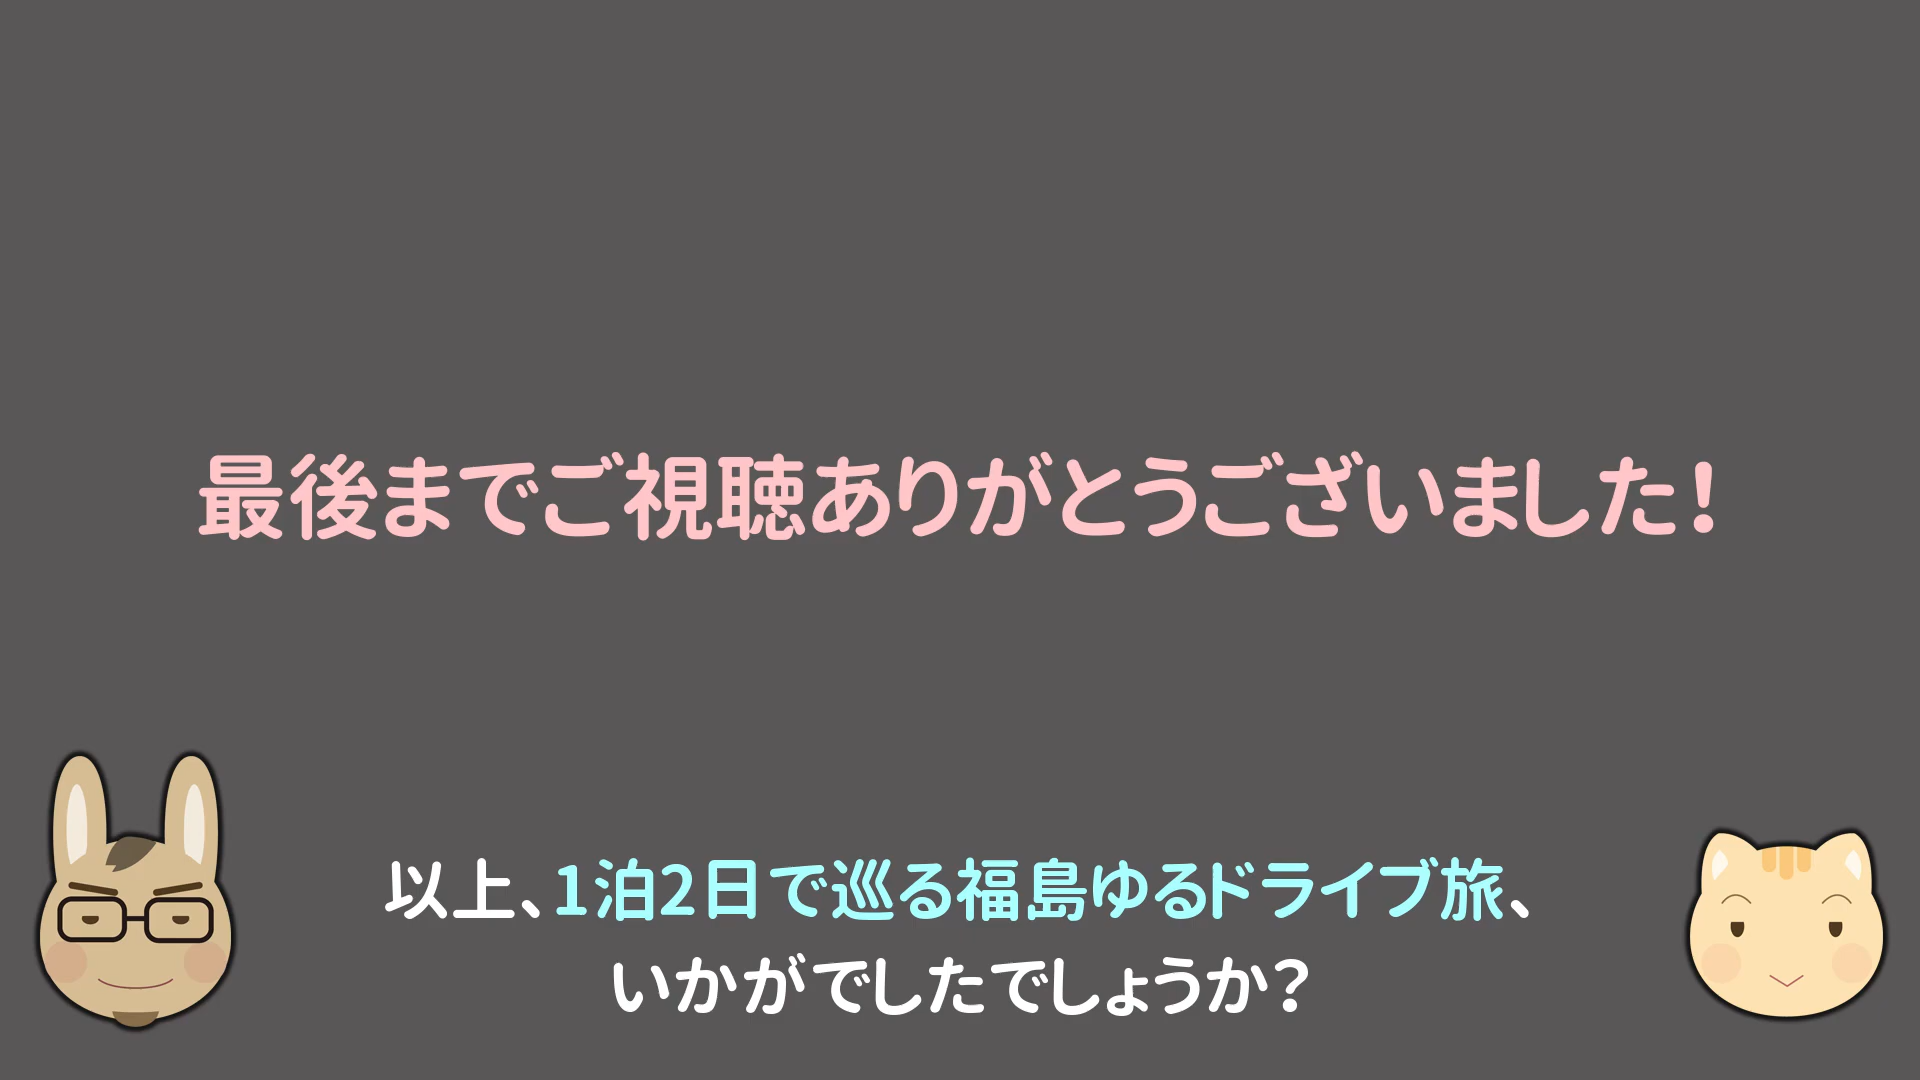 最後までご視聴ありがとうございました!
以上、1泊2日で巡る福島ゆるドライブ旅、
いかがでしたでしょうか?